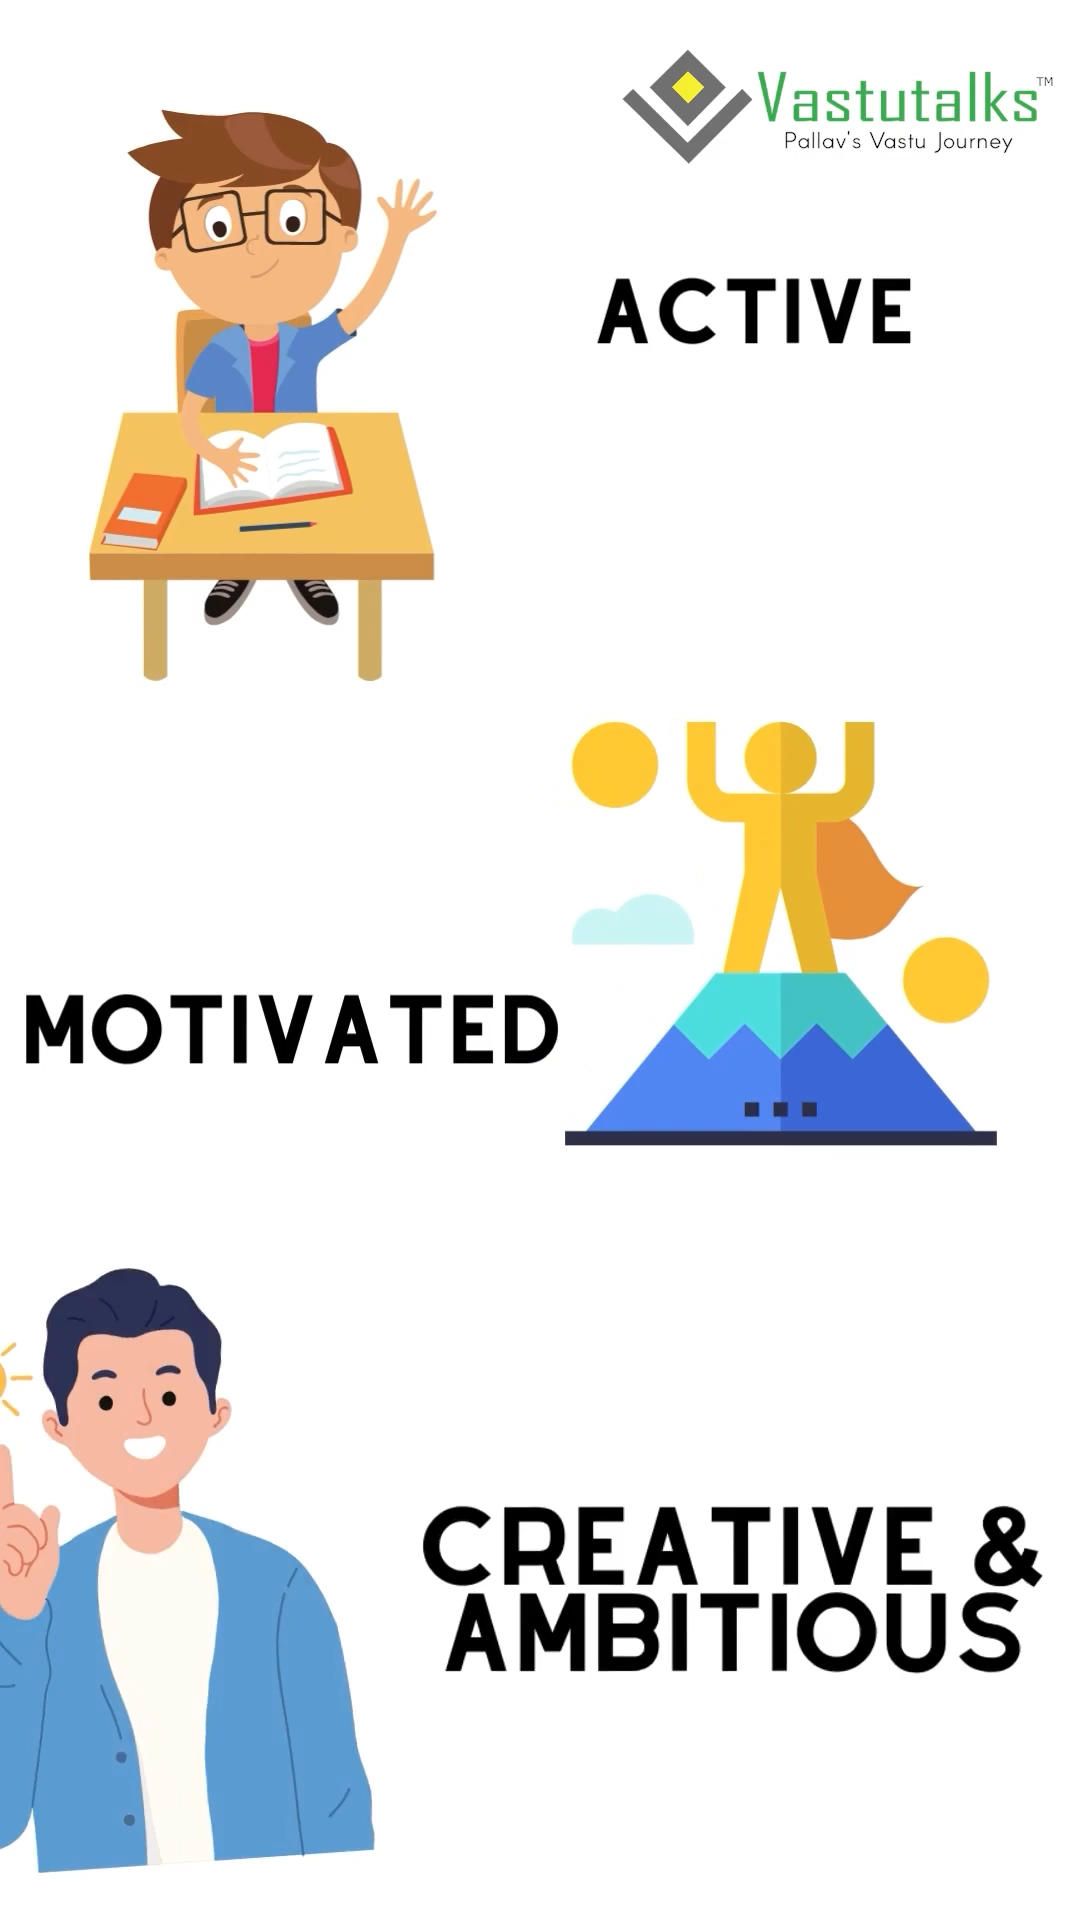 Vastutalks™
Pallav's Vastu Journey
ACTIVE
MOTIVATED
CREATIVE &
AMBITIOUS